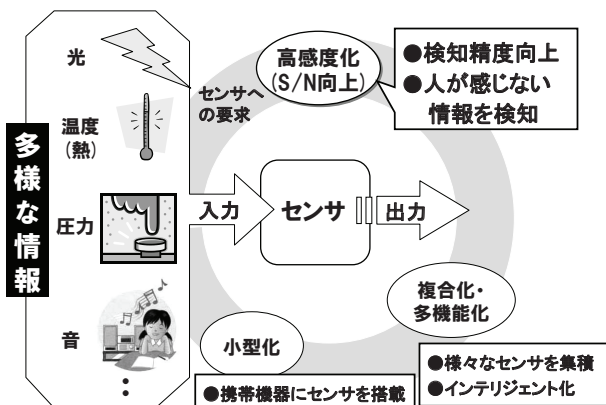 多様な情報
光
温度
(熱)
圧力
音
センサへ
の要求
入力
センサ
出力
高感度化
(S/N向上)
●検知精度向上
●人が感じない
情報を検知
複合化・
多機能化
●様々なセンサを集積
●インテリジェント化
小型化
●携帯機器にセンサを搭載